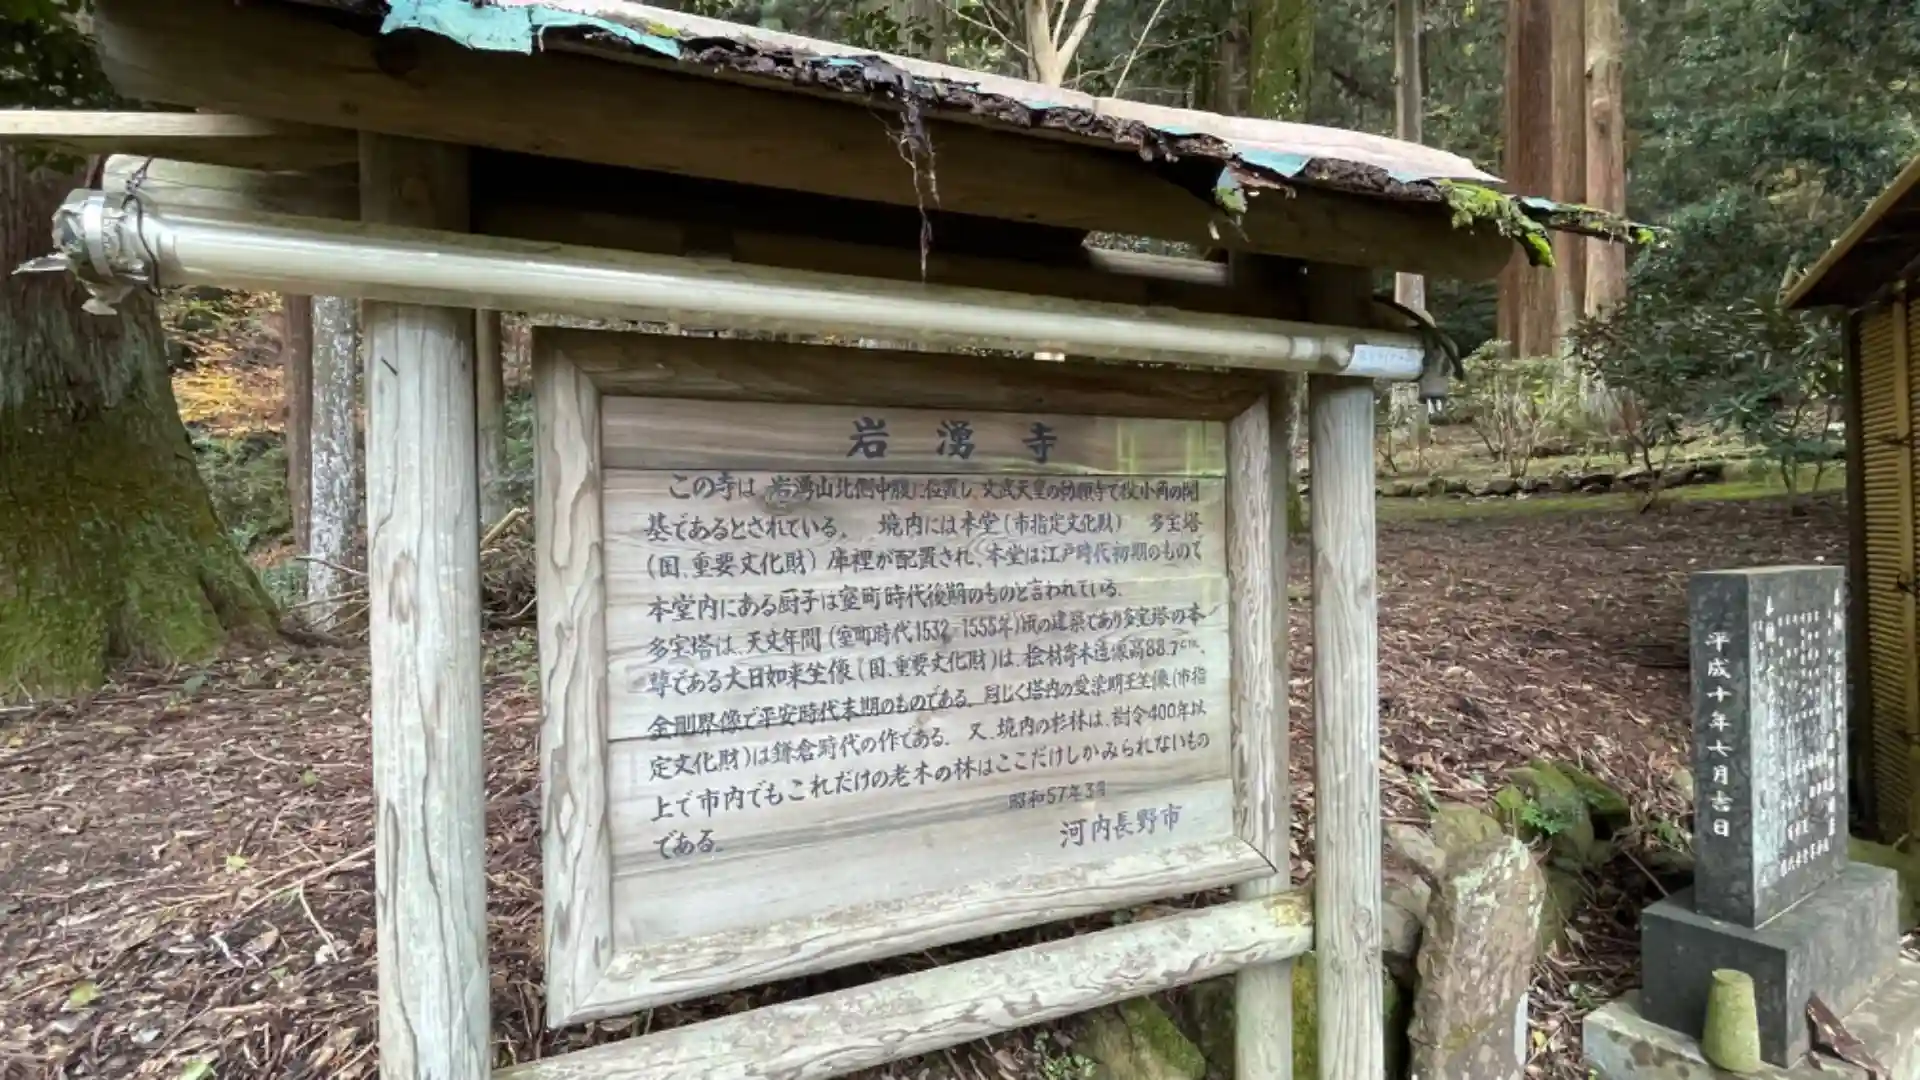 岩湧寺
この寺は 岩湧山北側中腹に位置し、文武天皇の勅願寺で役小角の開
基であるとされている。 境内には本堂(市指定文化財) 多宝塔
(国、重要文化財) 庫裡が配置され、本堂は江戸時代初期のもので
本堂内にある厨子は室町時代後期のものと言われている。
多宝塔は、天文年間(室町時代1532-1555年)頃の建築であり多宝塔の本
尊である大日如来坐像(国、重要文化財)は、桧材寄木造像高88.7cm、
金剛界像で平安時代末期のものである。同じく塔内の愛染明王坐像(市指
定文化財)は鎌倉時代の作である。 又、境内の杉林は、樹令400年以
上で市内でもこれだけの老木の林はここだけしかみられないもの
である。
昭和57年3月
河内長野市
平成十年七月吉日